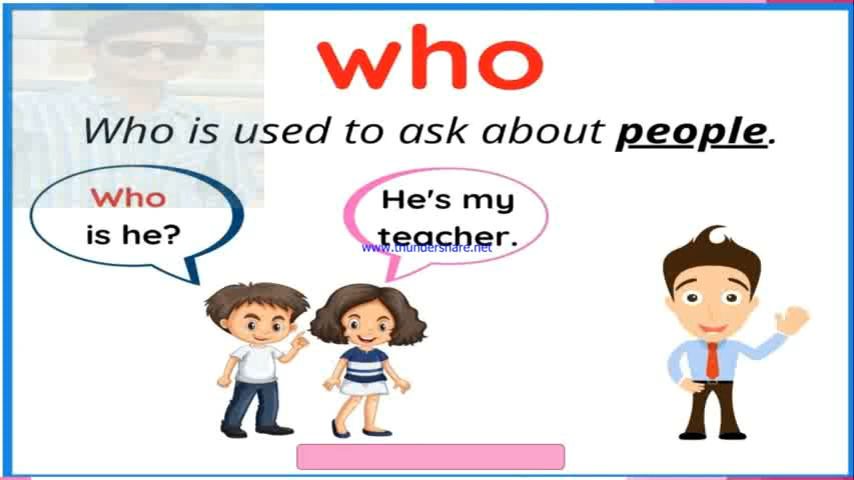 who
Who is used to ask about people.
Who
is he?
He's my
teacher.
www.thundershare.net